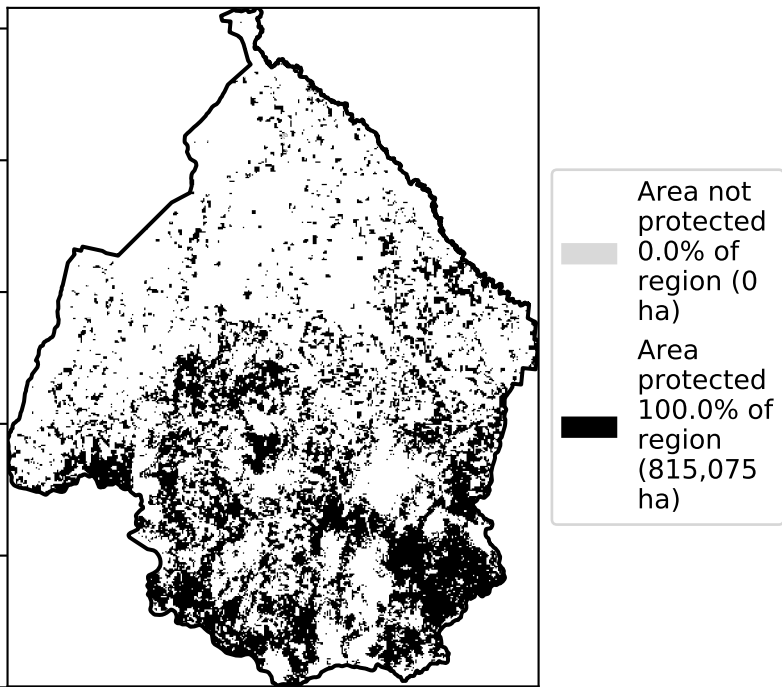 Area not
protected
0.0% of
region (0
ha)
Area
protected
100.0% of
region
(815,075
ha)